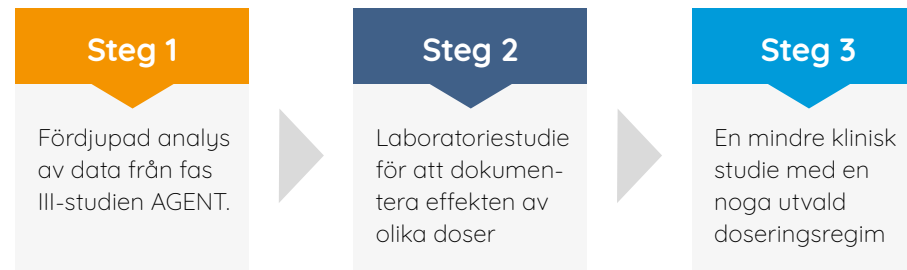 Steg 1
Fördjupad analys
av data från fas
III-studien AGENT.
Steg 2
Laboratoriestudie
för att dokumen-
tera effekten av
olika doser
Steg 3
En mindre klinisk
studie med en
noga utvald
doseringsregim